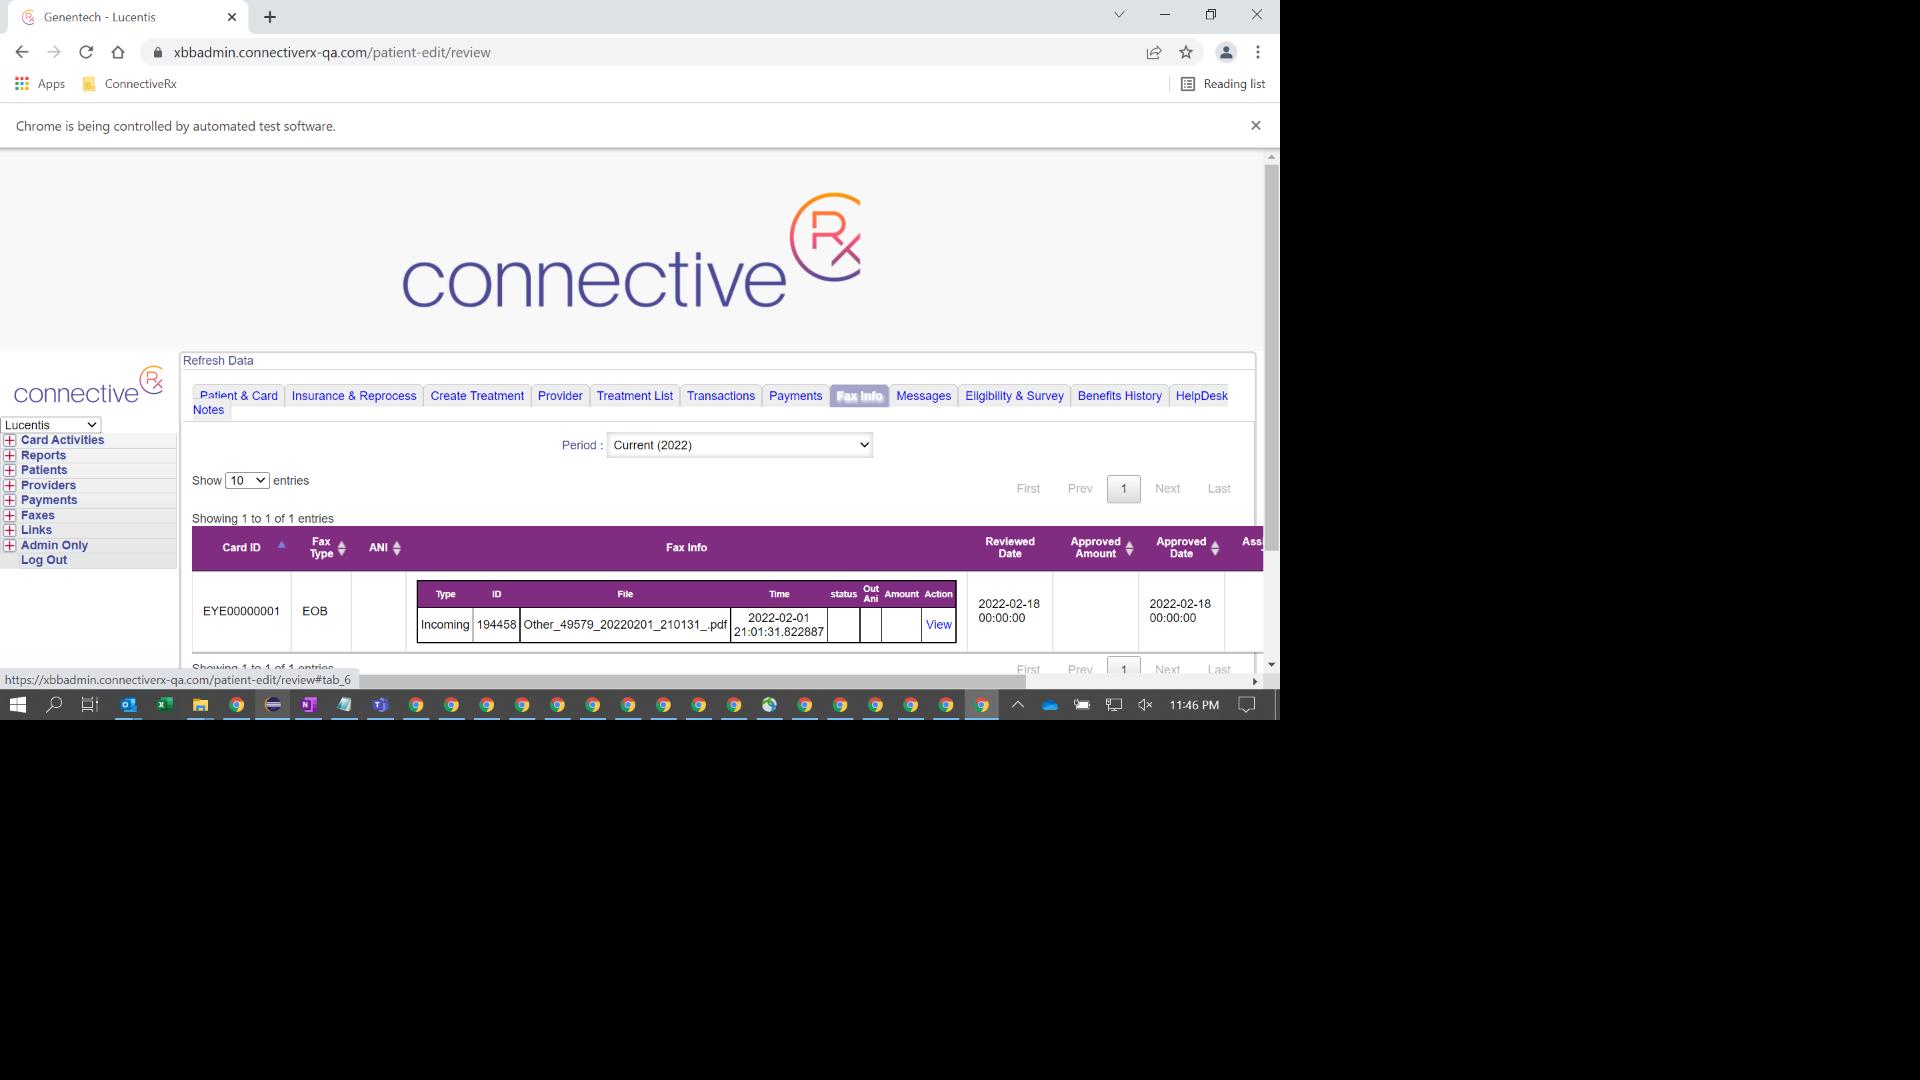 Genentech - Lucentis
xbbadmin.connectiverx-qa.com/patient-edit/review
Apps ConnectiveRx Reading list
Chrome is being controlled by automated test software.
connective Rx
Refresh Data
connective Rx
Patient & Card Insurance & Reprocess Create Treatment Provider Treatment List Transactions Payments Fax Info Messages Eligibility & Survey Benefits History HelpDesk
Notes
Lucentis
Card Activities
Reports
Patients
Providers
Payments
Faxes
Links
Admin Only
Log Out
Period : Current (2022)
Show 10 entries
First Prev 1 Next Last
Showing 1 to 1 of 1 entries
Card ID Fax Type ANI Fax Info Reviewed Date Approved Amount Approved Date
Type ID File Time status Out Ani Amount Action
EYE00000001 EOB Incoming 194458 Other_49579_20220201_210131_.pdf 2022-02-01 21:01:31.822887 View 2022-02-18 00:00:00 2022-02-18 00:00:00
Showing 1 to 1 of 1 entries
First Prev 1 Next Last
https://xbbadmin.connectiverx-qa.com/patient-edit/review#tab_6
11:46 PM